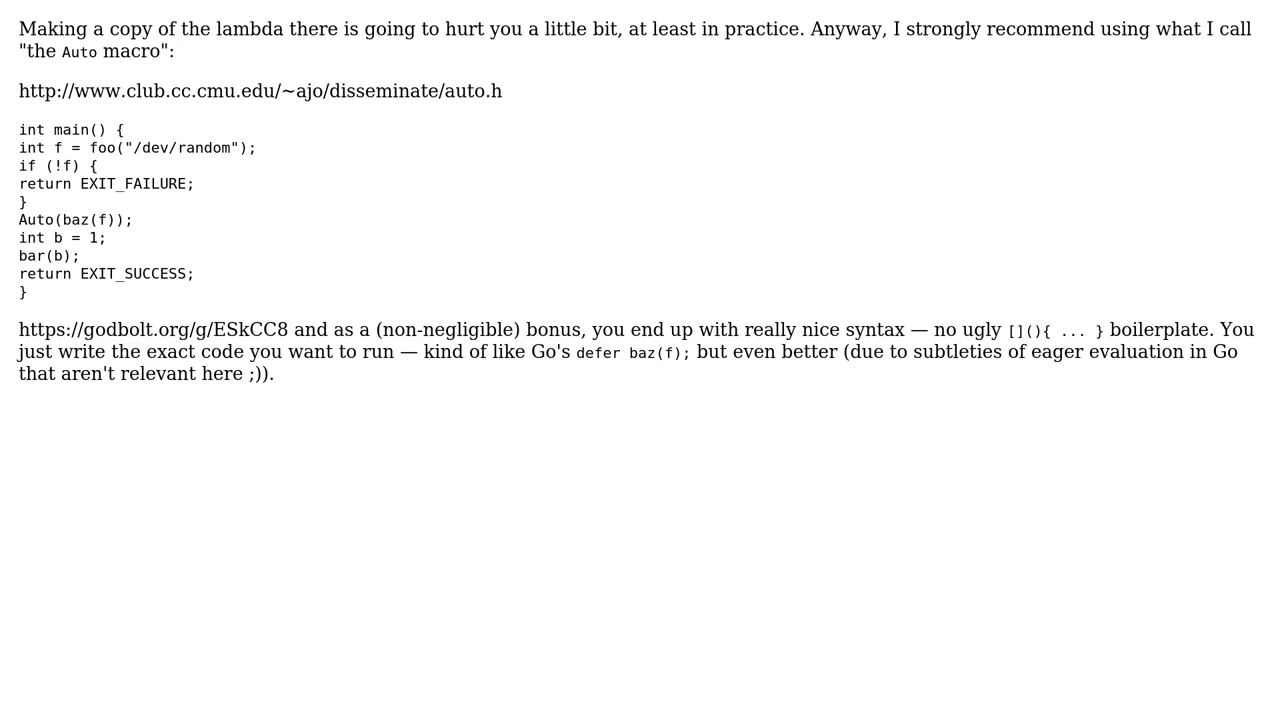 Making a copy of the lambda there is going to hurt you a little bit, at least in practice. Anyway, I strongly recommend using what I call
"the Auto macro":
http://www.club.cc.cmu.edu/~ajo/disseminate/auto.h
int main() {
int f = foo("/dev/random");
if (!f) {
return EXIT_FAILURE;
}
Auto(baz(f));
int b = 1;
bar(b);
return EXIT_SUCCESS;
}
https://godbolt.org/g/ESkCC8 and as a (non-negligible) bonus, you end up with really nice syntax — no ugly [](){ ... } boilerplate. You
just write the exact code you want to run — kind of like Go's defer baz(f); but even better (due to subtleties of eager evaluation in Go
that aren't relevant here ;)).